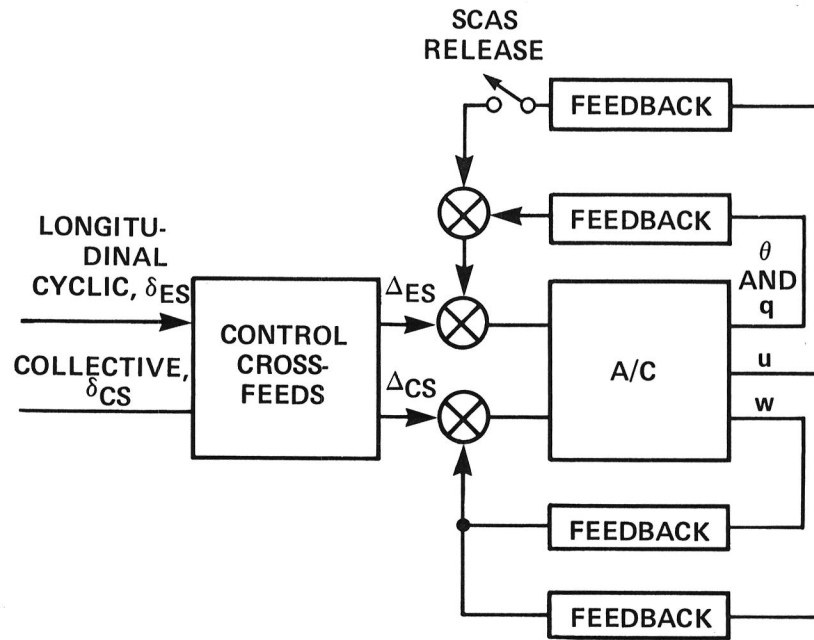 SCAS
RELEASE
FEEDBACK
FEEDBACK
LONGITU-
DINAL
CYCLIC, δES
COLLECTIVE,
δCS
CONTROL
CROSS-
FEEDS
ΔES
ΔCS
A/C
θ
AND
q
u
w
FEEDBACK
FEEDBACK